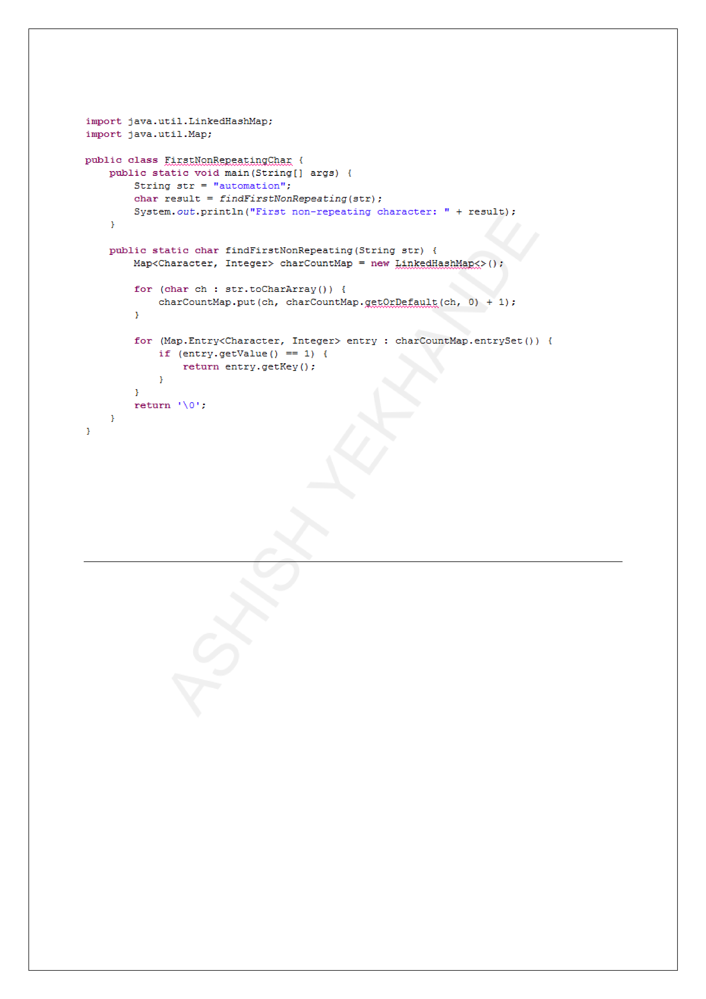 import java.util.LinkedHashMap;
import java.util.Map;
public class FirstNonRepeatingChar {
    public static void main(String[] args) {
        String str = "automation";
        char result = findFirstNonRepeating(str);
        System.out.println("First non-repeating character: " + result);
    }
    public static char findFirstNonRepeating(String str) {
        Map<Character, Integer> charCountMap = new LinkedHashMap<>();
        for (char ch : str.toCharArray()) {
            charCountMap.put(ch, charCountMap.getOrDefault(ch, 0) + 1);
        }
        for (Map.Entry<Character, Integer> entry : charCountMap.entrySet()) {
            if (entry.getValue() == 1) {
                return entry.getKey();
            }
        }
        return '\0';
    }
}
ASHISH YEKHANDE